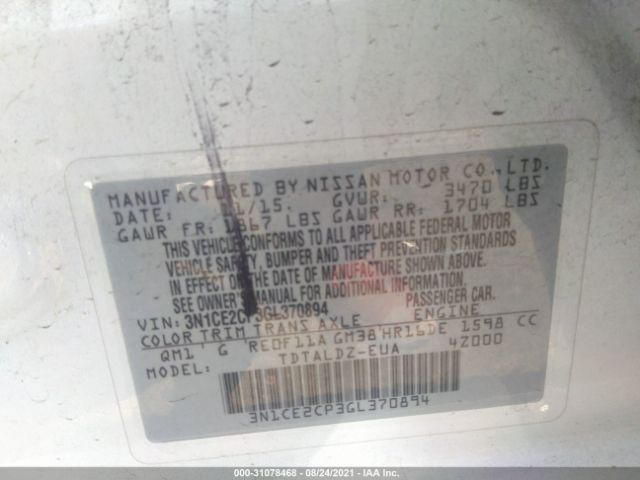 MANUFACTURED BY NISSAN MOTOR CO., LTD.
DATE: 11/15. GVWR: 3470 LBS
GAWR FR: 1867 LBS GAWR RR: 1704 LBS
THIS VEHICLE CONFORMS TO ALL APPLICABLE FEDERAL MOTOR
VEHICLE SAFETY, BUMPER AND THEFT PREVENTION STANDARDS
IN EFFECT ON THE DATE OF MANUFACTURE SHOWN ABOVE.
SEE OWNER'S MANUAL FOR ADDITIONAL INFORMATION.
VIN: 3N1CE2CP3GL370894 PASSENGER CAR.
COLOR TRIM TRANS AXLE ENGINE
QM1 G RE0F11A GM38 HR16DE 1598 CC
MODEL: TDTALDZ-EUA 4Z000
3N1CE2CP3GL370894
000-31078468 - 08/24/2021 - IAA Inc.